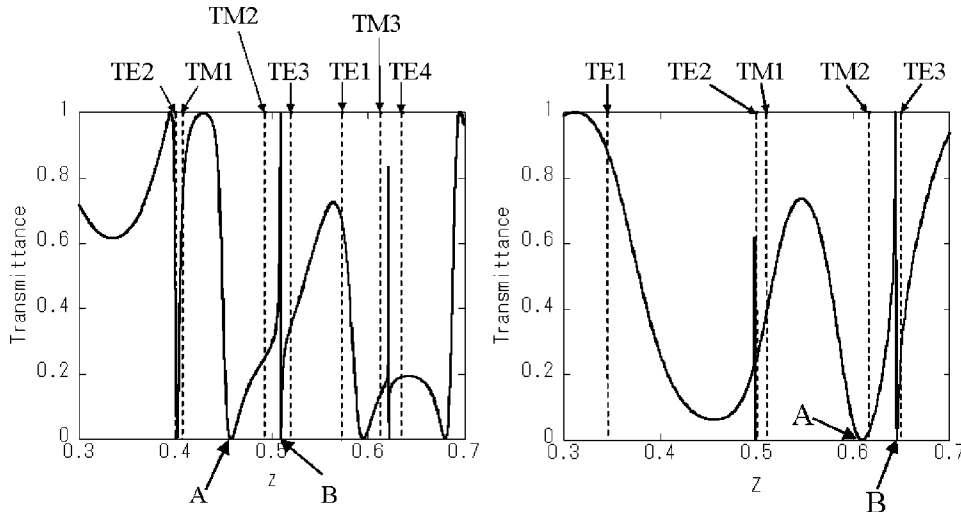 TM2
TM3
TE2 TM1 TE3 TE1 TE4
1
0.8
0.6
0.4
0.2
0
Transmittance
0.3 0.4 0.5 0.6 0.7
Z
A B
TE1 TE2 TM1 TM2 TE3
1
0.8
0.6
0.4
0.2
0
Transmittance
A
0.3 0.4 0.5 0.6 0.7
Z
B